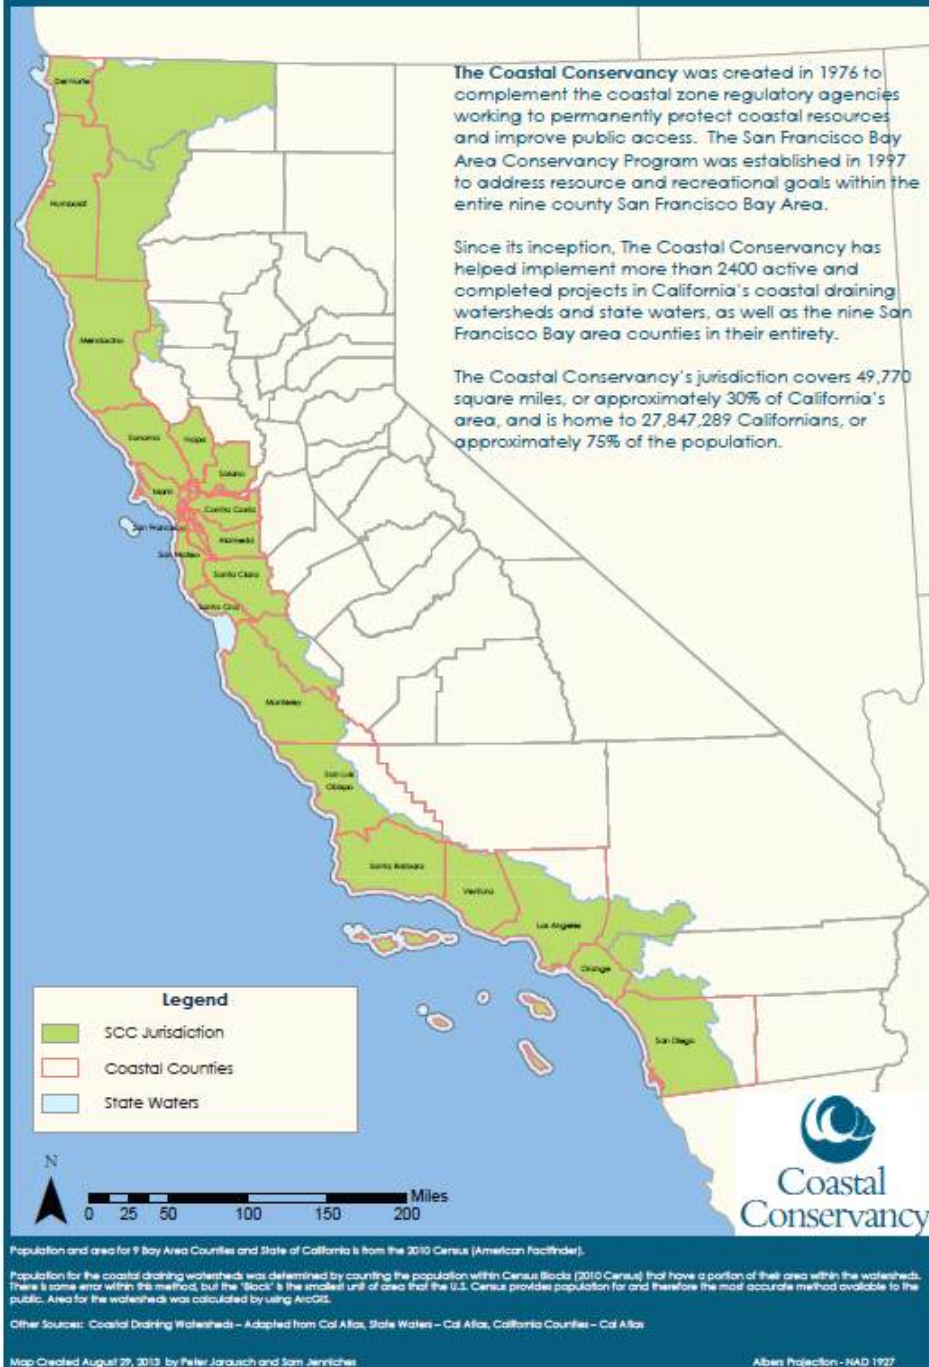 The Coastal Conservancy was created in 1976 to
complement the coastal zone regulatory agencies
working to permanently protect coastal resources
and improve public access. The San Francisco Bay
Area Conservancy Program was established in 1997
to address resource and recreational goals within the
entire nine county San Francisco Bay Area.
Since its inception, The Coastal Conservancy has
helped implement more than 2400 active and
completed projects in California's coastal draining
watersheds and state waters, as well as the nine San
Francisco Bay area counties in their entirety.
The Coastal Conservancy's jurisdiction covers 49,770
square miles, or approximately 30% of California's
area, and is home to 27,847,289 Californians, or
approximately 75% of the population.
Del Norte
Humboldt
Mendocino
Sonoma
Napa
Solano
Marin
Contra Costa
San Francisco
Alameda
San Mateo
Santa Clara
Santa Cruz
Monterey
San Luis
Obispo
Santa Barbara
Ventura
Los Angeles
Orange
San Diego
Legend
SCC Jurisdiction
Coastal Counties
State Waters
N
Miles
0 25 50 100 150 200
Coastal
Conservancy
Population and area for 9 Bay Area Counties and State of California is from the 2010 Census (American Factfinder).
Population for the coastal draining watersheds was determined by counting the population within Census Blocks (2010 Census) that have a portion of their area within the watersheds.
There is some error within this method, but the "Block" is the smallest unit of area that the U.S. Census provides population for and therefore the most accurate method available to the
public. Area for the watersheds was calculated by using ArcGIS.
Other Sources: Coastal Draining Watersheds – Adapted from Cal Atlas, State Waters – Cal Atlas, California Counties – Cal Atlas
Map Created August 29, 2013 by Peter Jarausch and Sam Jenniches
Albers Projection - NAD 1927